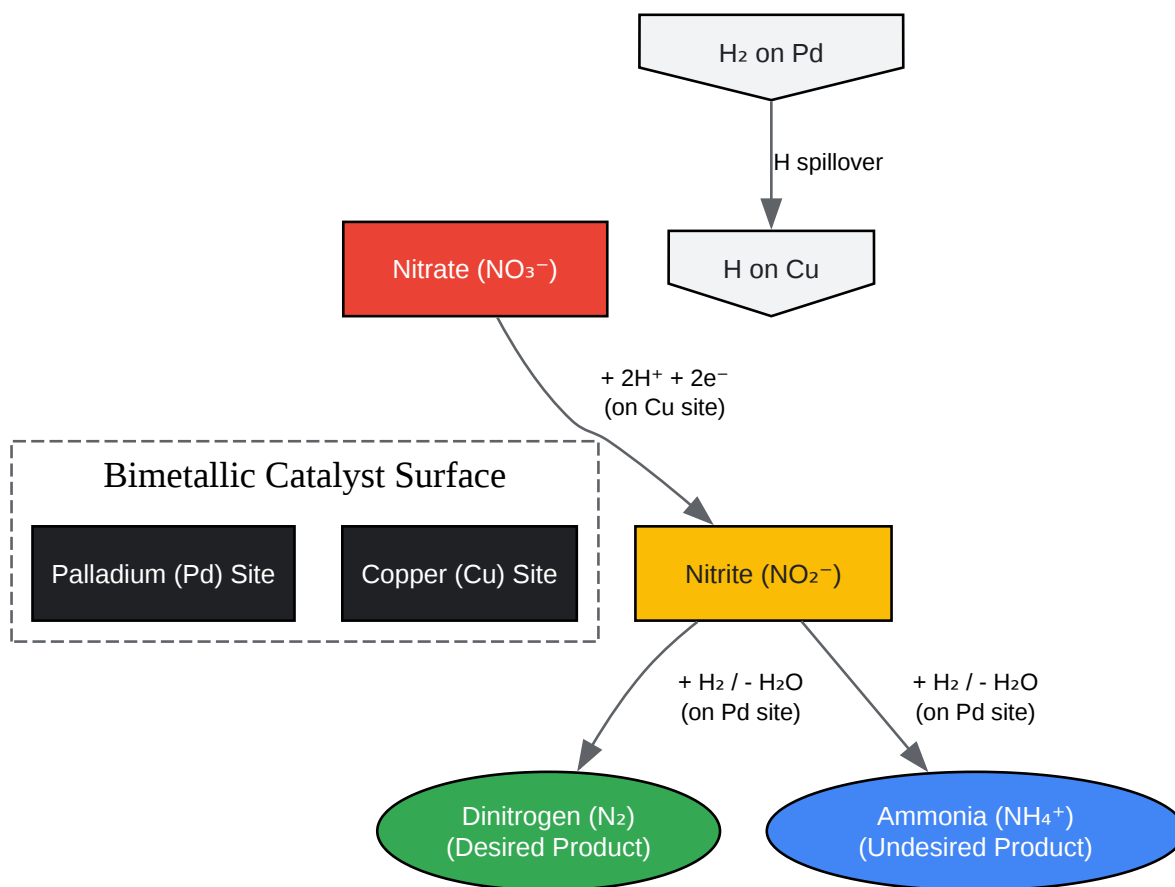 H₂ on Pd
H spillover
Nitrate (NO₃⁻)
H on Cu
+ 2H⁺ + 2e⁻
(on Cu site)
Bimetallic Catalyst Surface
Palladium (Pd) Site
Copper (Cu) Site
Nitrite (NO₂⁻)
+ H₂ / - H₂O
(on Pd site)
+ H₂ / - H₂O
(on Pd site)
Dinitrogen (N₂)
(Desired Product)
Ammonia (NH₄⁺)
(Undesired Product)